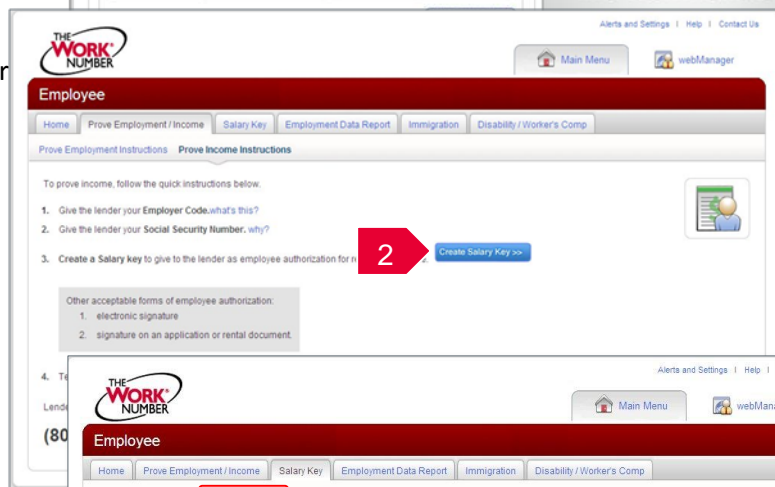 Alerts and Settings | Help | Contact Us
THE
WORK
NUMBER
Main Menu
webManager
Employee
Home
Prove Employment / Income
Salary Key
Employment Data Report
Immigration
Disability / Worker's Comp
Prove Employment Instructions
Prove Income Instructions
To prove income, follow the quick instructions below.
1. Give the lender your Employer Code.what's this?
2. Give the lender your Social Security Number. why?
3. Create a Salary key to give to the lender as employee authorization for
2
Create Salary Key >>
Other acceptable forms of employee authorization:
1. electronic signature
2. signature on an application or rental document.
4.
(80
Alerts and Settings | Help |
THE
WORK
NUMBER
Main Menu
Employee
Home
Prove Employment / Income
Salary Key
Employment Data Report
Immigration
Disability / Worker's Comp